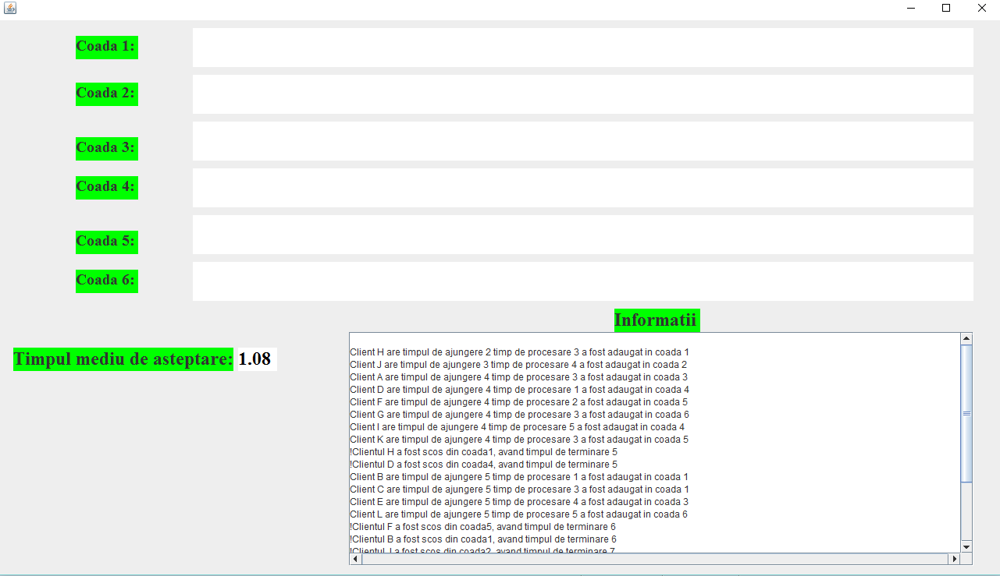 Coada 1:
Coada 2:
Coada 3:
Coada 4:
Coada 5:
Coada 6:
Informatii
Timpul mediu de asteptare: 1.08
Client H are timpul de ajungere 2 timp de procesare 3 a fost adaugat in coada 1
Client J are timpul de ajungere 3 timp de procesare 4 a fost adaugat in coada 2
Client A are timpul de ajungere 4 timp de procesare 3 a fost adaugat in coada 3
Client D are timpul de ajungere 4 timp de procesare 1 a fost adaugat in coada 4
Client F are timpul de ajungere 4 timp de procesare 2 a fost adaugat in coada 5
Client G are timpul de ajungere 4 timp de procesare 3 a fost adaugat in coada 6
Client I are timpul de ajungere 4 timp de procesare 5 a fost adaugat in coada 4
Client K are timpul de ajungere 4 timp de procesare 3 a fost adaugat in coada 5
!Clientul H a fost scos din coada1, avand timpul de terminare 5
!Clientul D a fost scos din coada4, avand timpul de terminare 5
Client B are timpul de ajungere 5 timp de procesare 1 a fost adaugat in coada 1
Client C are timpul de ajungere 5 timp de procesare 3 a fost adaugat in coada 1
Client E are timpul de ajungere 5 timp de procesare 4 a fost adaugat in coada 3
Client L are timpul de ajungere 5 timp de procesare 5 a fost adaugat in coada 6
!Clientul F a fost scos din coada5, avand timpul de terminare 6
!Clientul B a fost scos din coada1, avand timpul de terminare 6
!Clientul J a fost scos din coada2, avand timpul de terminare 7